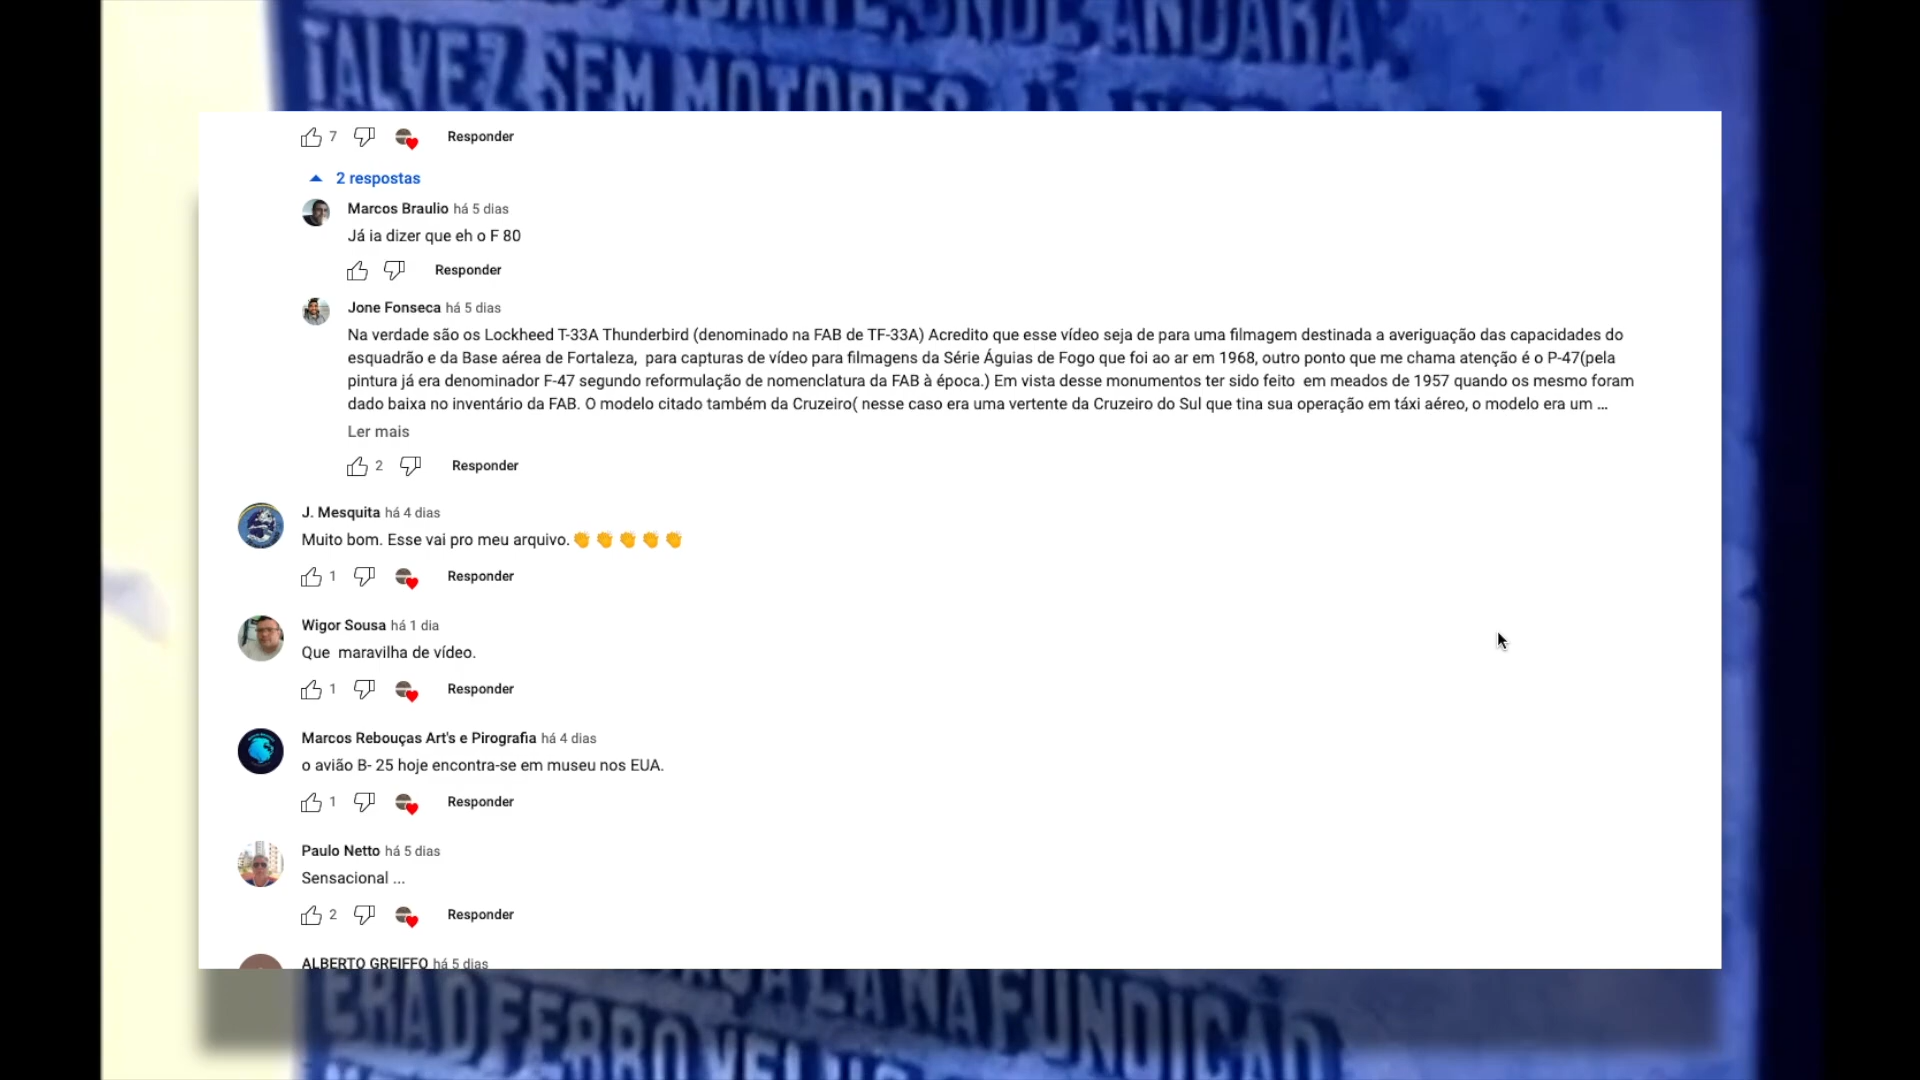 ANDARÁ
TALVEZ SEM MOTORES
7 Responder
2 respostas
Marcos Braulio há 5 dias
Já ia dizer que eh o F 80
Responder
Jone Fonseca há 5 dias
Na verdade são os Lockheed T-33A Thunderbird (denominado na FAB de TF-33A) Acredito que esse vídeo seja de para uma filmagem destinada a averiguação das capacidades do
esquadrão e da Base aérea de Fortaleza,  para capturas de vídeo para filmagens da Série Águias de Fogo que foi ao ar em 1968, outro ponto que me chama atenção é o P-47(pela
pintura já era denominador F-47 segundo reformulação de nomenclatura da FAB à época.) Em vista desse monumentos ter sido feito  em meados de 1957 quando os mesmo foram
dado baixa no inventário da FAB. O modelo citado também da Cruzeiro( nesse caso era uma vertente da Cruzeiro do Sul que tina sua operação em táxi aéreo, o modelo era um ...
Ler mais
2 Responder
J. Mesquita há 4 dias
Muito bom. Esse vai pro meu arquivo.👏👏👏👏👏
1 Responder
Wigor Sousa há 1 dia
Que  maravilha de vídeo.
1 Responder
Marcos Rebouças Art's e Pirografia há 4 dias
o avião B- 25 hoje encontra-se em museu nos EUA.
1 Responder
Paulo Netto há 5 dias
Sensacional ...
2 Responder
ALBERTO GREIFFO há 5 dias
LÁ NA FUNDIÇÃO
ERA D FERRO VELHO